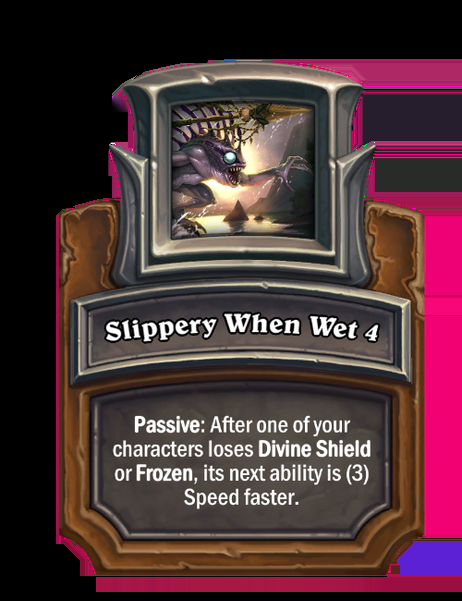 Slippery When Wet 4
Passive: After one of your
characters loses Divine Shield
or Frozen, its next ability is (3)
Speed faster.